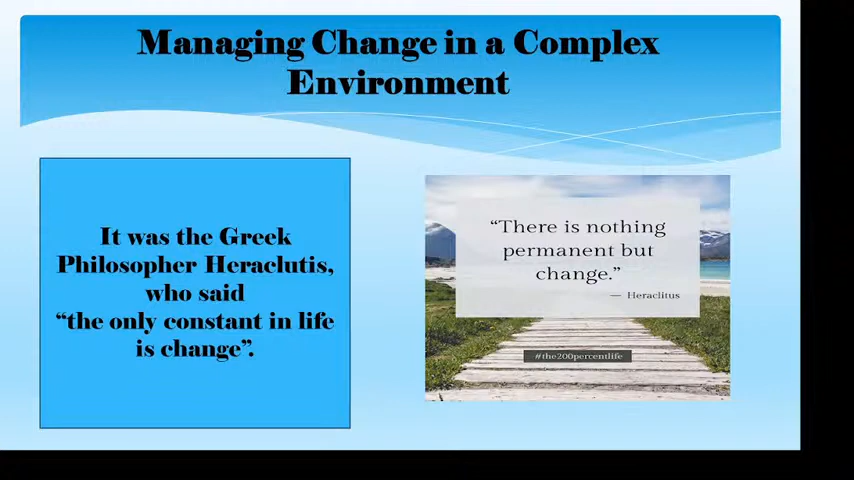 Managing Change in a Complex
Environment
It was the Greek
Philosopher Heraclutis,
who said
“the only constant in life
is change”.
“There is nothing
permanent but
change.”
— Heraclitus
#the200percentlife